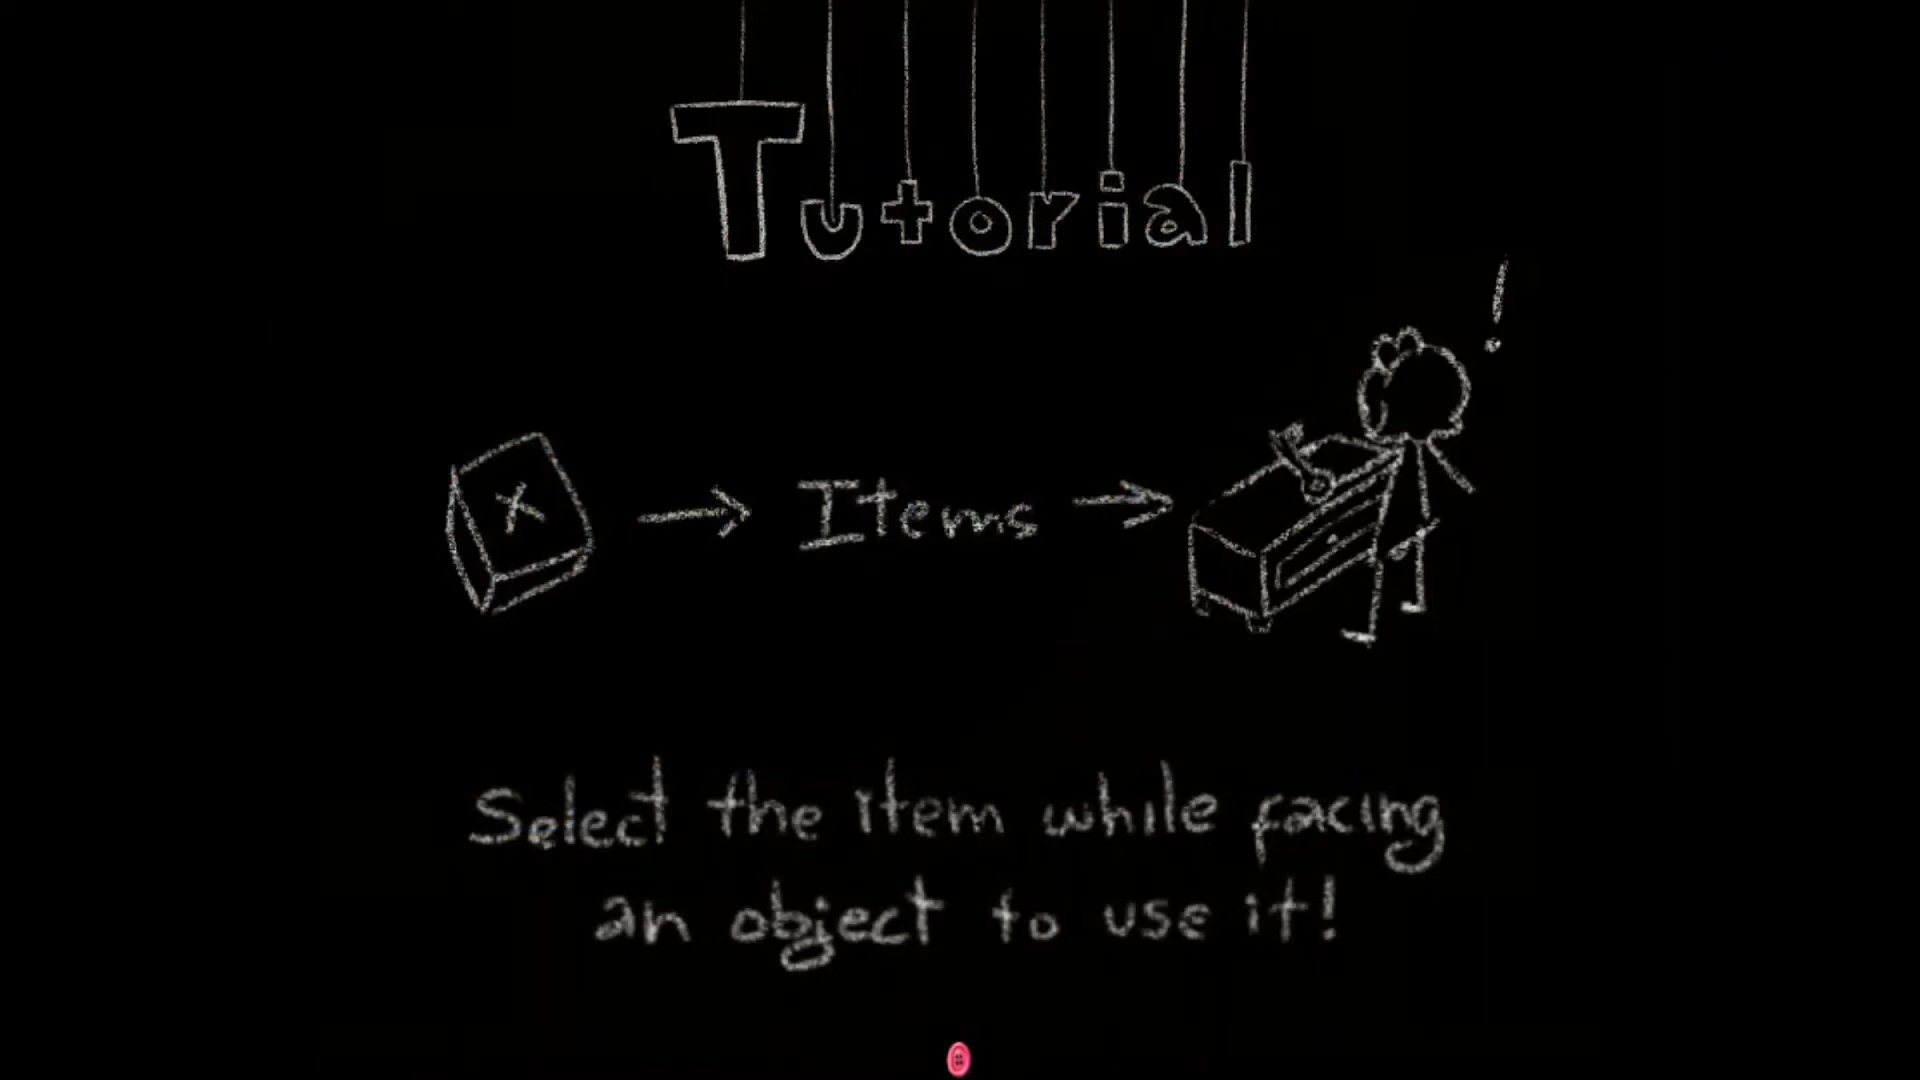 Tutorial
!
X → Items →
Select the item while facing
an object to use it!